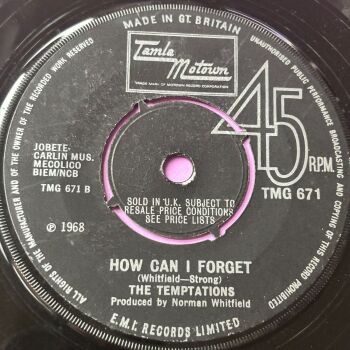 MADE IN GT. BRITAIN
ALL RIGHTS OF THE MANUFACTURER AND OF THE OWNER OF THE RECORDED WORK RESERVED
UNAUTHORISED PUBLIC PERFORMANCE BROADCASTING AND COPYING OF THIS RECORD PROHIBITED
Tamla
Motown
TRADE MARK OF MOTOWN RECORD CORPORATION
45
R.P.M.
JOBETE-
CARLIN MUS.
MECOLICO
BIEM/NCB
TMG 671 B
TMG 671
SOLD IN U.K. SUBJECT TO
RESALE PRICE CONDITIONS
SEE PRICE LISTS
℗ 1968
HOW CAN I FORGET
(Whitfield—Strong)
THE TEMPTATIONS
Produced by Norman Whitfield
E.M.I. RECORDS LIMITED